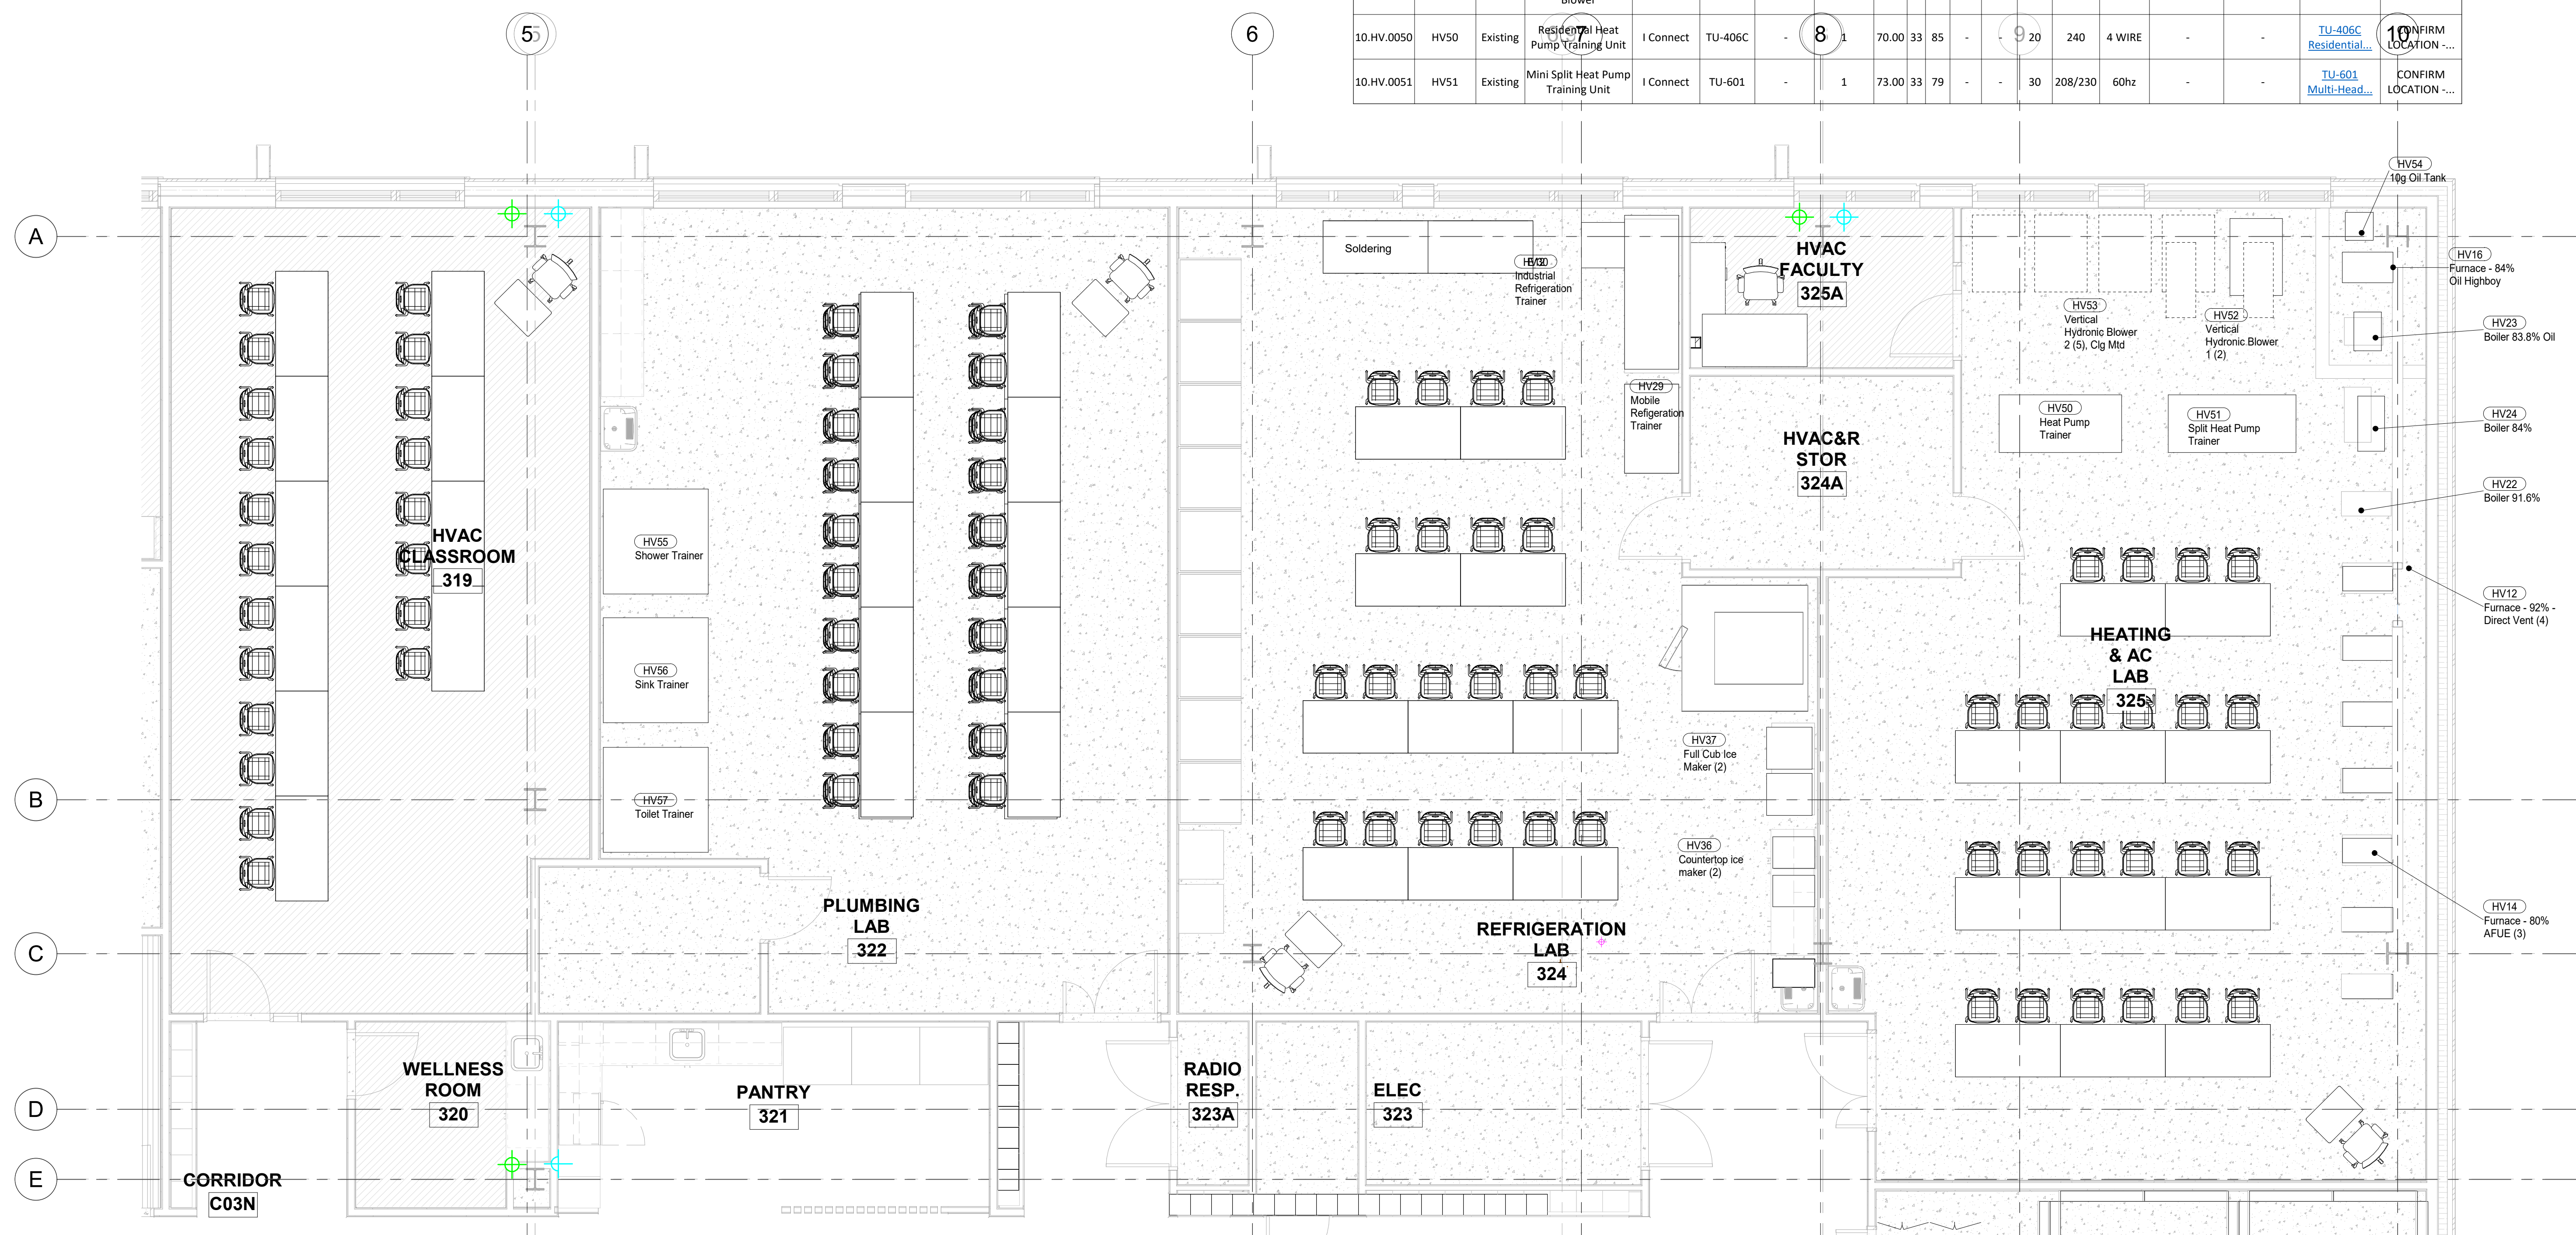 Blower
10.HV.0050 HV50 Existing Residential Heat Pump Training Unit I Connect TU-406C - 1 70.00 33 85 - - 20 240 4 WIRE - - TU-406C Residential... CONFIRM LOCATION -...
10.HV.0051 HV51 Existing Mini Split Heat Pump Training Unit I Connect TU-601 - 1 73.00 33 79 - - 30 208/230 60hz - - TU-601 Multi-Head... CONFIRM LOCATION -...
5
5
6
7
8
9
10
A
B
C
D
E
HVAC
CLASSROOM
319
HV55
Shower Trainer
HV56
Sink Trainer
HV57
Toilet Trainer
PLUMBING
LAB
322
Soldering
HV30
Industrial
Refrigeration
Trainer
HV29
Mobile
Refigeration
Trainer
HVAC
FACULTY
325A
HVAC&R
STOR
324A
HV37
Full Cub Ice
Maker (2)
HV36
Countertop ice
maker (2)
REFRIGERATION
LAB
324
HV53
Vertical
Hydronic Blower
2 (5), Clg Mtd
HV52
Vertical
Hydronic Blower
1 (2)
HV50
Heat Pump
Trainer
HV51
Split Heat Pump
Trainer
HEATING
& AC
LAB
325
HV54
10g Oil Tank
HV16
Furnace - 84%
Oil Highboy
HV23
Boiler 83.8% Oil
HV24
Boiler 84%
HV22
Boiler 91.6%
HV12
Furnace - 92% -
Direct Vent (4)
HV14
Furnace - 80%
AFUE (3)
WELLNESS
ROOM
320
PANTRY
321
RADIO
RESP.
323A
ELEC
323
CORRIDOR
C03N